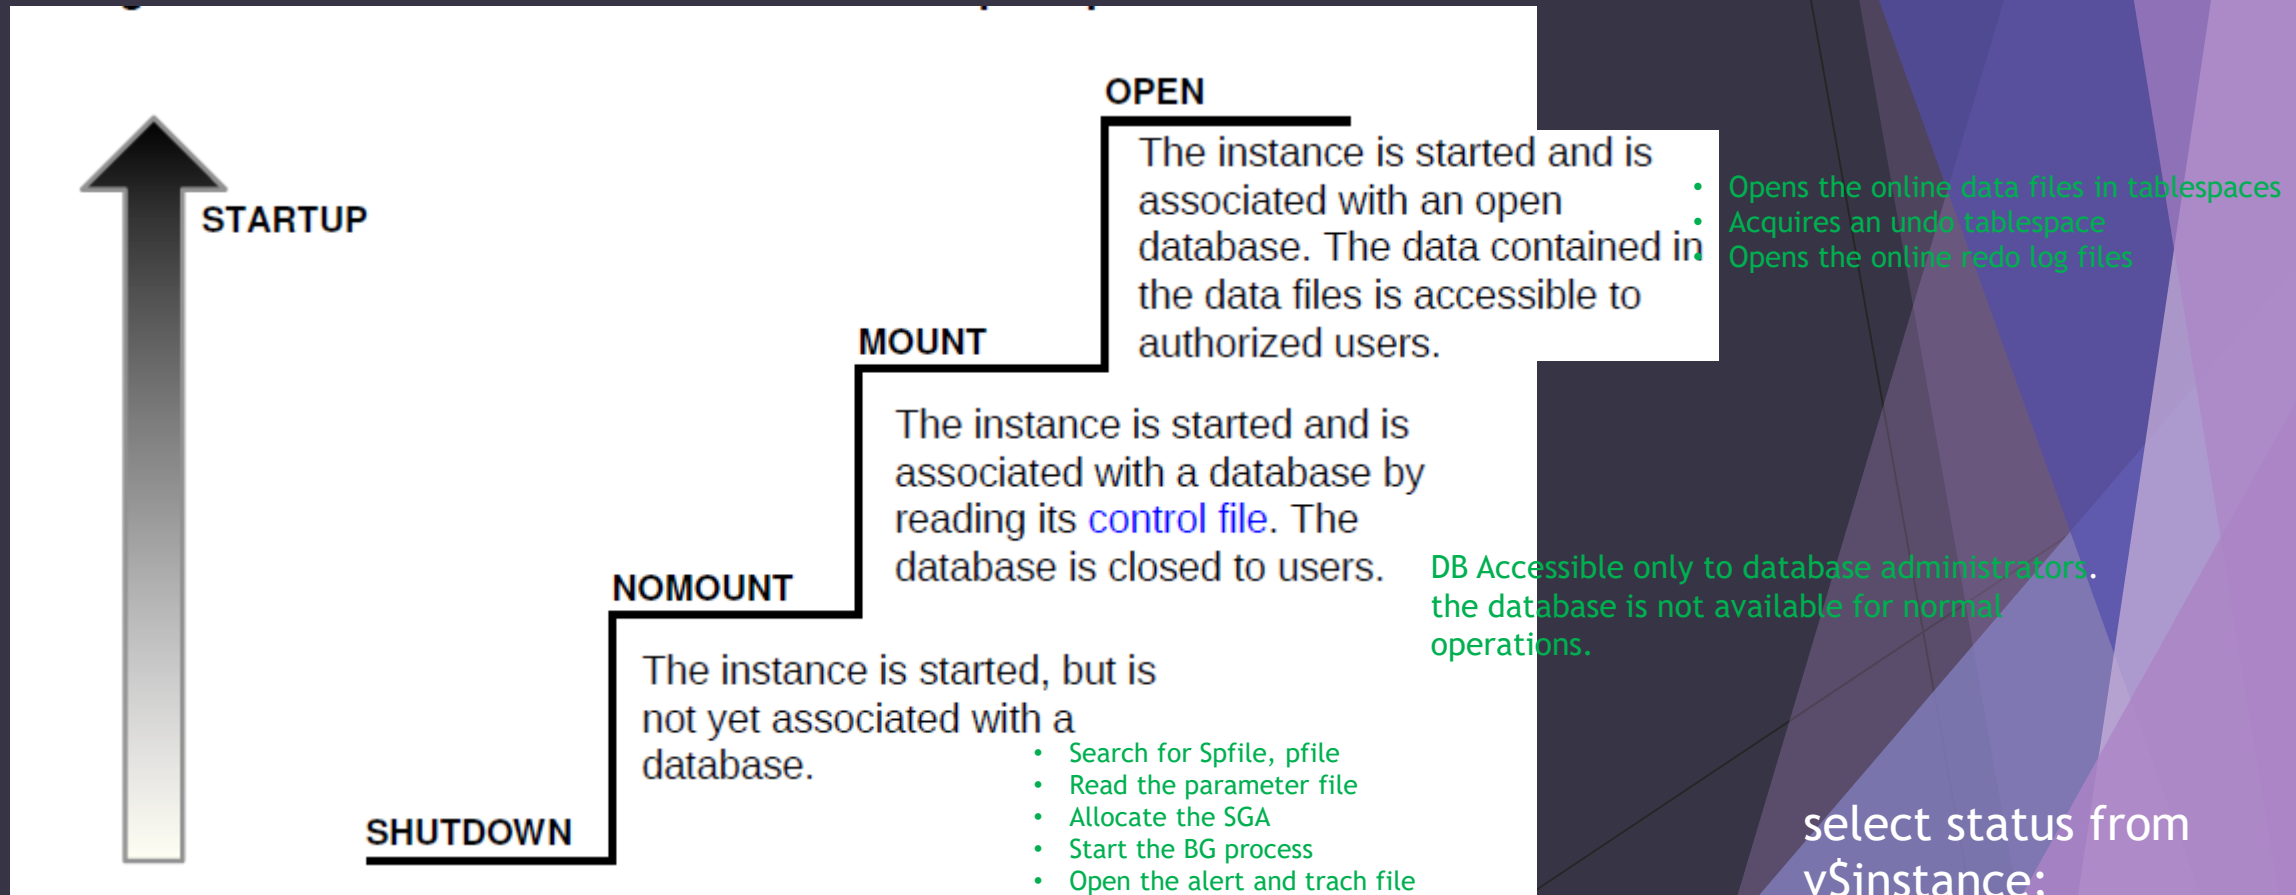 OPEN
The instance is started and is
associated with an open
database. The data contained in
the data files is accessible to
authorized users.
• Opens the online data files in tablespaces
• Acquires an undo tablespace
• Opens the online redo log files
STARTUP
MOUNT
The instance is started and is
associated with a database by
reading its control file. The
database is closed to users.
DB Accessible only to database administrators.
the database is not available for normal
operations.
NOMOUNT
The instance is started, but is
not yet associated with a
database.
• Search for Spfile, pfile
• Read the parameter file
• Allocate the SGA
• Start the BG process
• Open the alert and trach file
SHUTDOWN
select status from
v$instance;